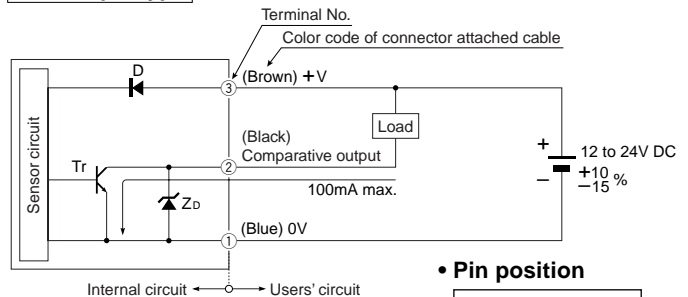 Terminal No.
Color code of connector attached cable
D
(Brown) +V
3
Sensor circuit
Load
(Black)
Comparative output
2
Tr
+
12 to 24V DC
+10
−15 %
−
100mA max.
ZD
(Blue) 0V
1
• Pin position
Internal circuit
Users' circuit